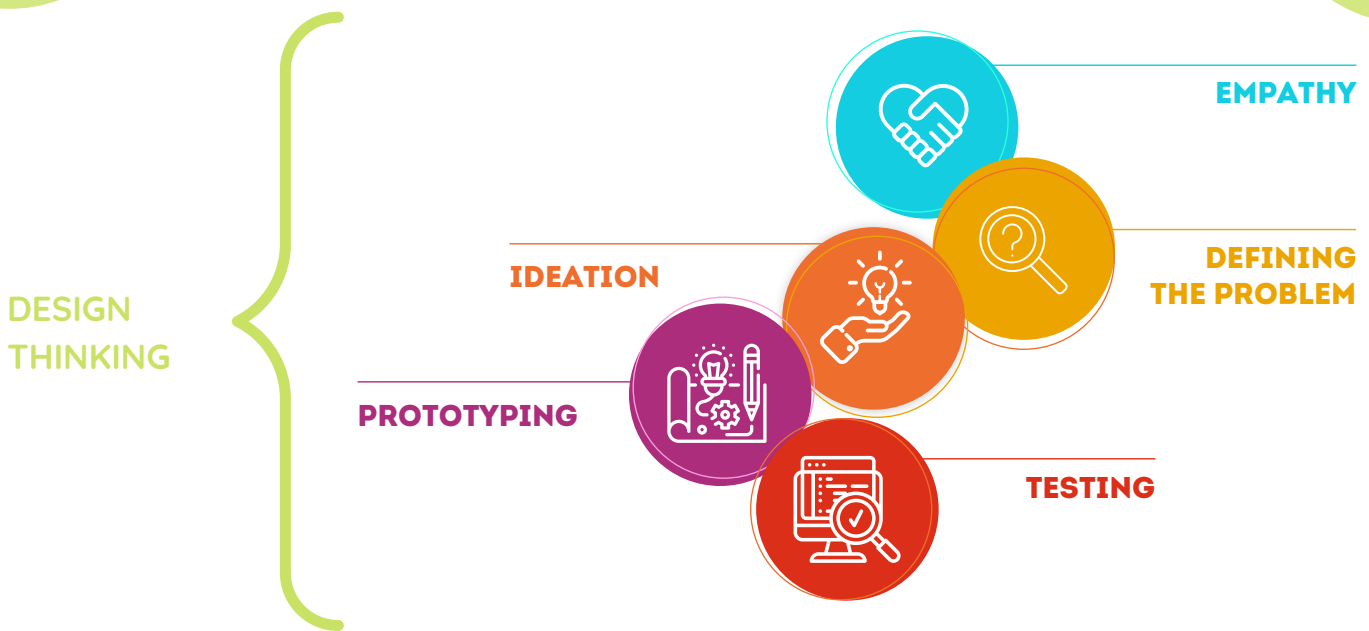 DESIGN
THINKING
EMPATHY
DEFINING
THE PROBLEM
IDEATION
PROTOTYPING
TESTING